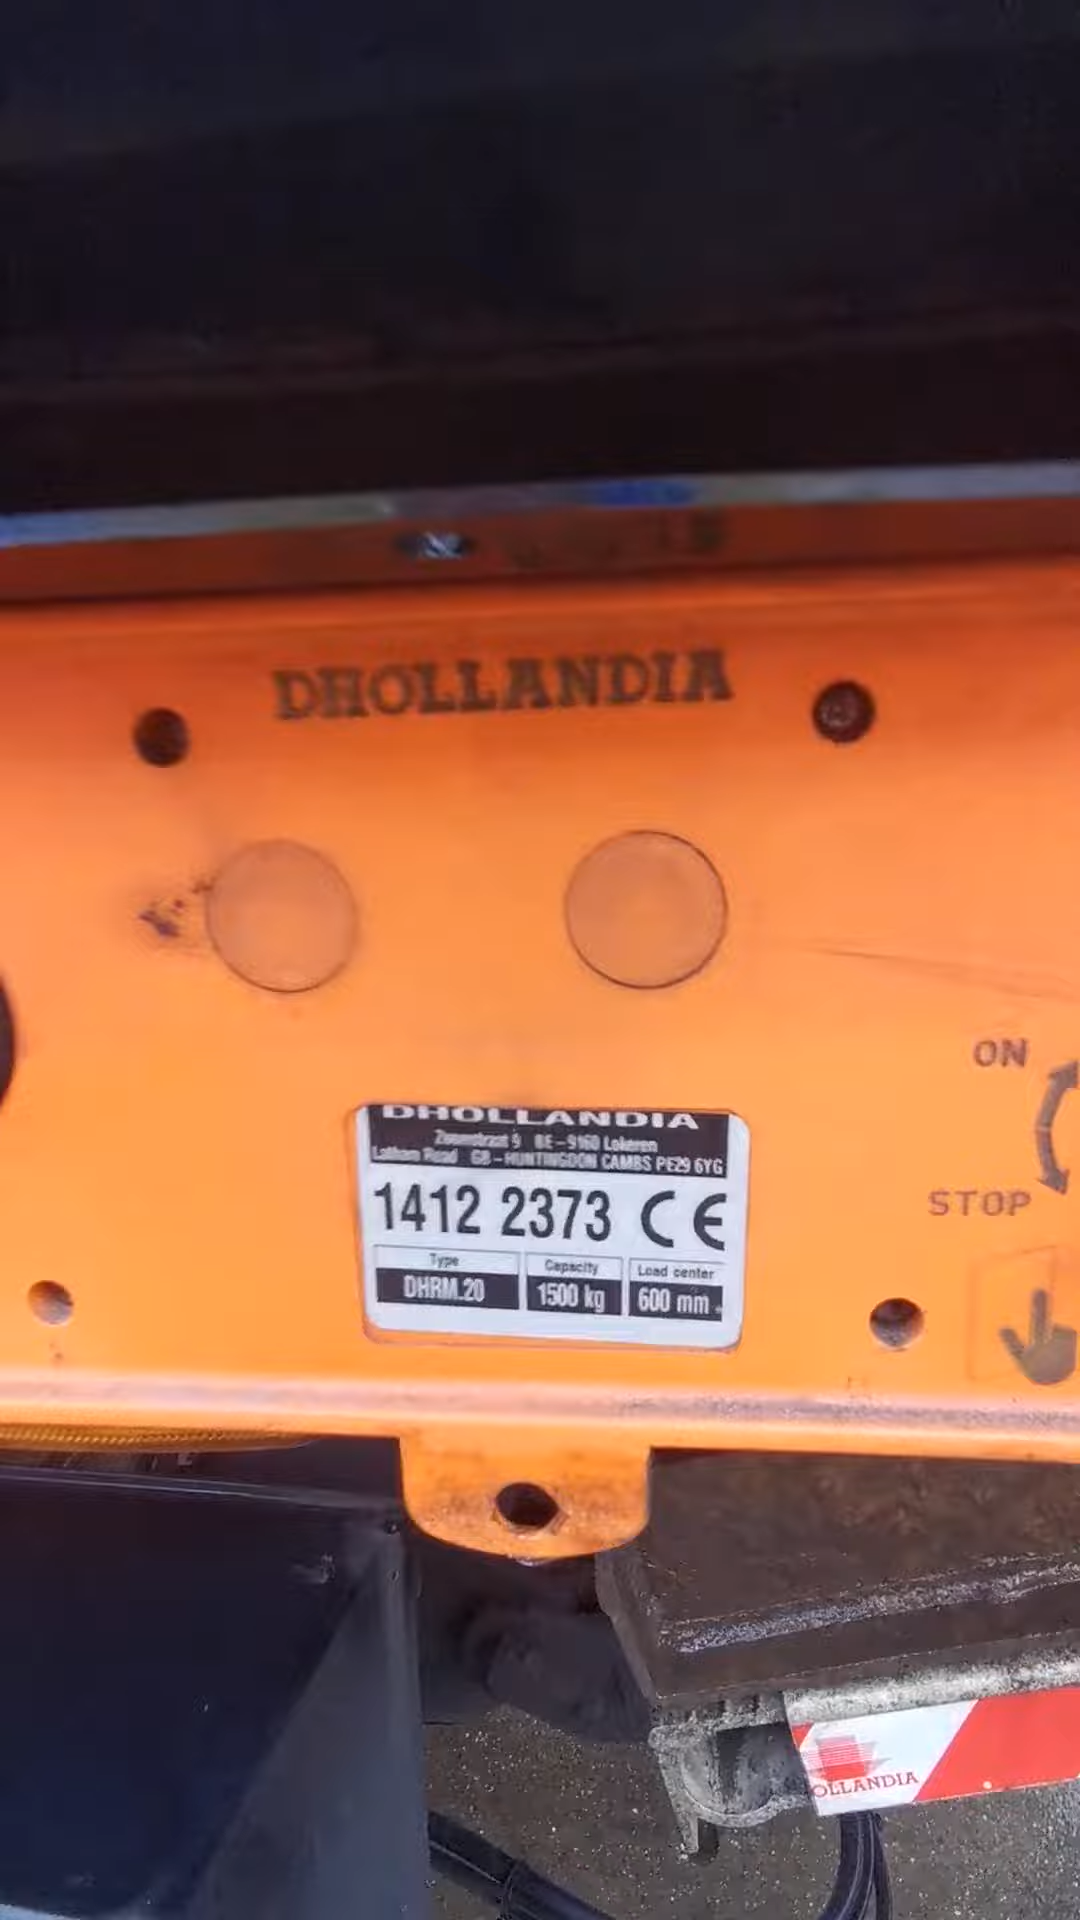 DHOLLANDIA
ON
STOP
DHOLLANDIA
Zoomstraat 9 BE-9160 Lokeren
Latham Road GB-HUNTINGDON CAMBS PE29 6YG
1412 2373 CE
Type Capacity Load center
DHRM.20 1500 kg 600 mm
OLLANDIA